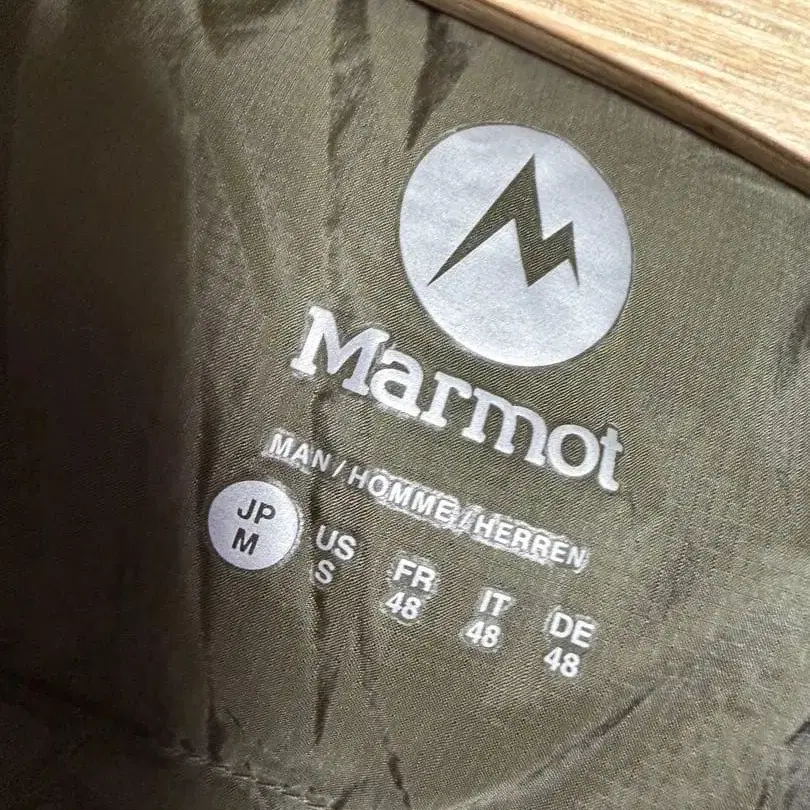 Marmot
MAN / HOMME / HERREN
JP
M
US
S
FR
48
IT
48
DE
48